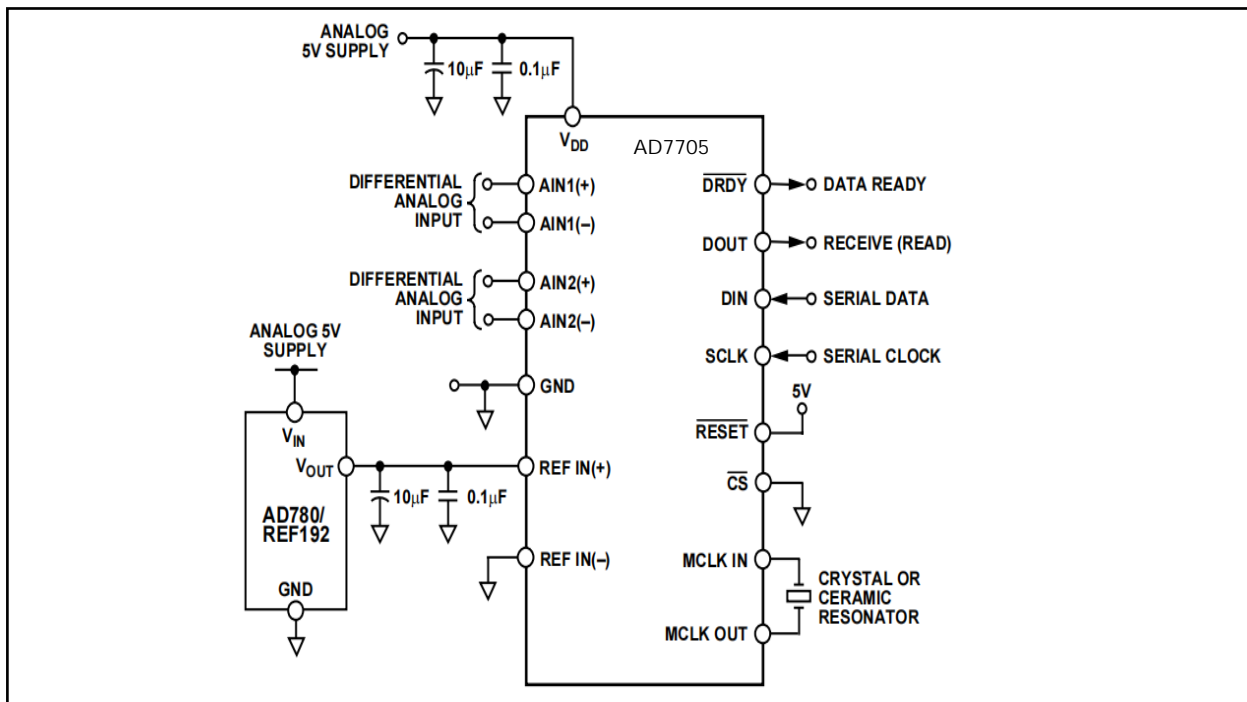 ANALOG
5V SUPPLY
10µF
0.1µF
VDD
AD7705
DIFFERENTIAL
ANALOG
INPUT
AIN1(+)
AIN1(–)
DRDY
DATA READY
DOUT
RECEIVE (READ)
DIFFERENTIAL
ANALOG
INPUT
AIN2(+)
AIN2(–)
DIN
SERIAL DATA
SCLK
SERIAL CLOCK
ANALOG 5V
SUPPLY
GND
5V
RESET
VIN
VOUT
REF IN(+)
10µF
0.1µF
CS
AD780/
REF192
GND
REF IN(–)
MCLK IN
CRYSTAL OR
CERAMIC
RESONATOR
MCLK OUT